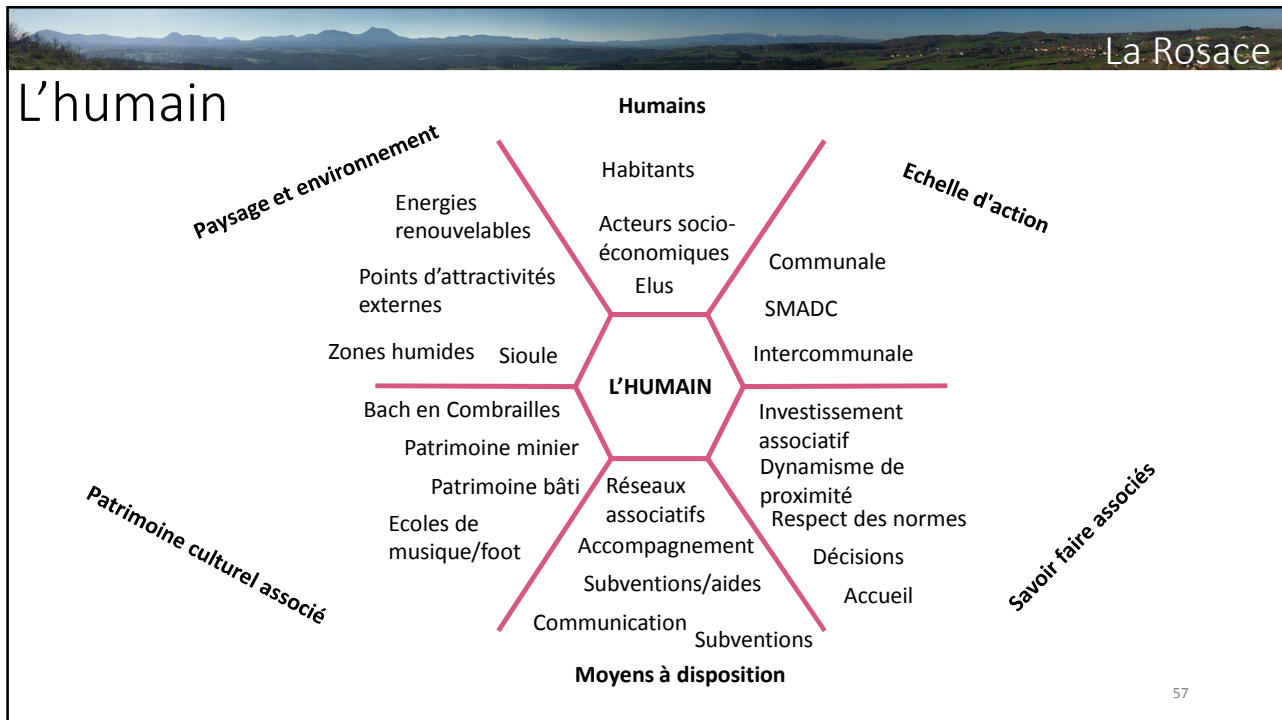 La Rosace
L’humain
Humains
Habitants
Acteurs socio-
économiques
Elus
Paysage et environnement
Energies
renouvelables
Points d’attractivités
externes
Zones humides
Sioule
Echelle d'action
Communale
SMADC
Intercommunale
L’HUMAIN
Bach en Combrailles
Patrimoine minier
Patrimoine bâti
Ecoles de
musique/foot
Patrimoine culturel associé
Réseaux
associatifs
Accompagnement
Subventions/aides
Communication
Subventions
Moyens à disposition
Investissement
associatif
Dynamisme de
proximité
Respect des normes
Décisions
Accueil
Savoir faire associés
57